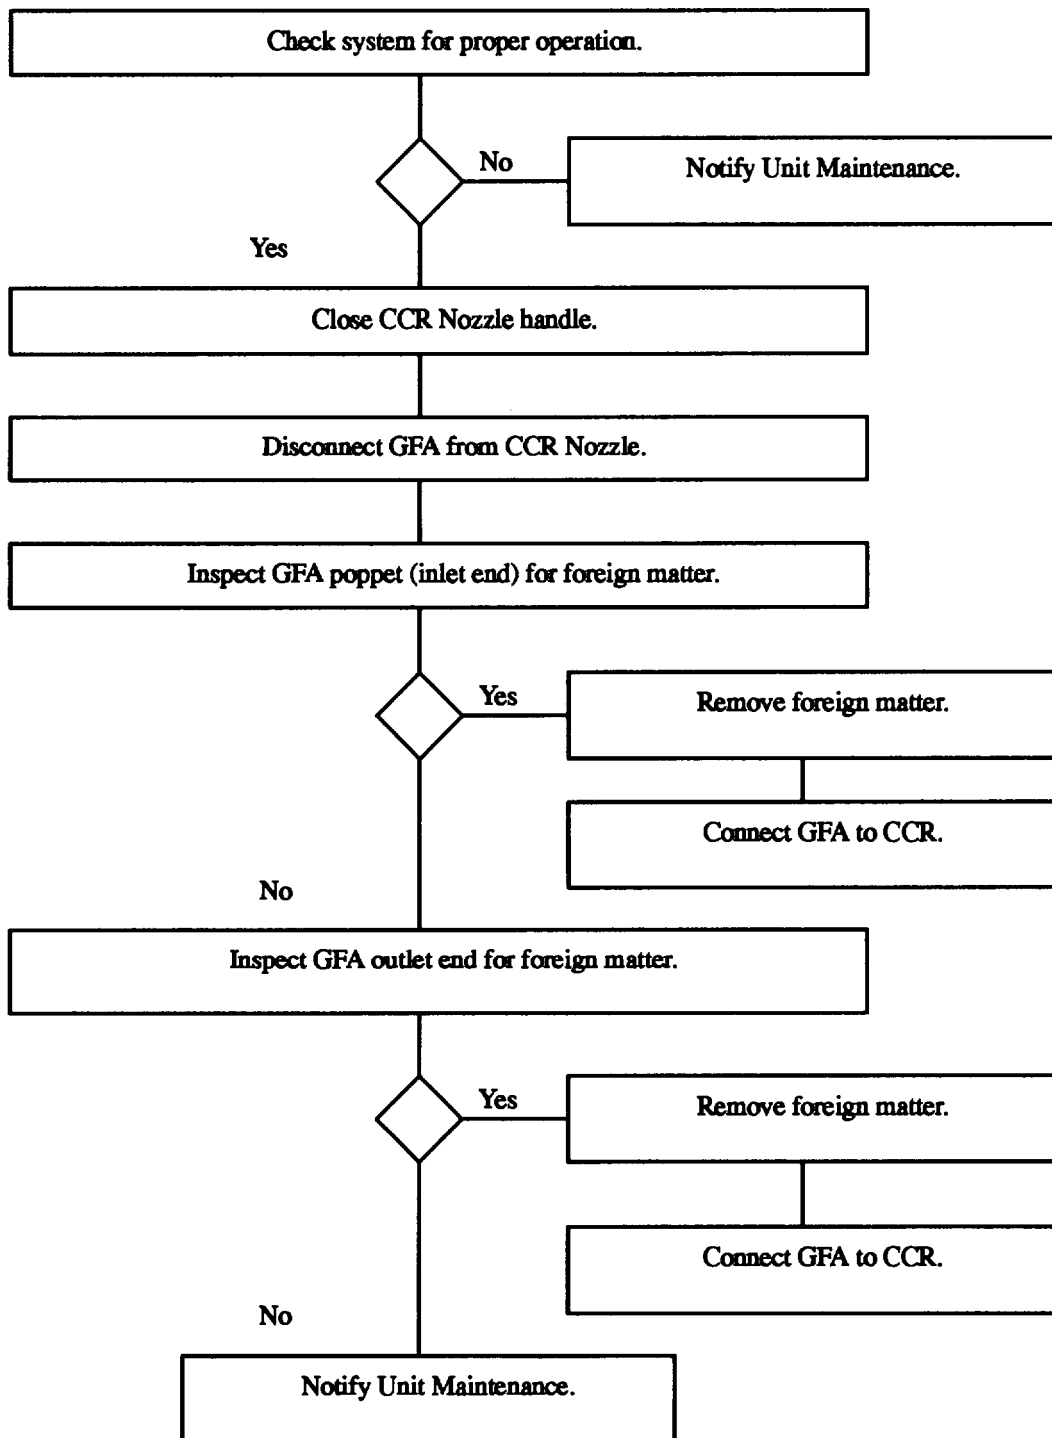 Check system for proper operation.
No
Notify Unit Maintenance.
Yes
Close CCR Nozzle handle.
Disconnect GFA from CCR Nozzle.
Inspect GFA poppet (inlet end) for foreign matter.
Yes
Remove foreign matter.
Connect GFA to CCR.
No
Inspect GFA outlet end for foreign matter.
Yes
Remove foreign matter.
Connect GFA to CCR.
No
Notify Unit Maintenance.